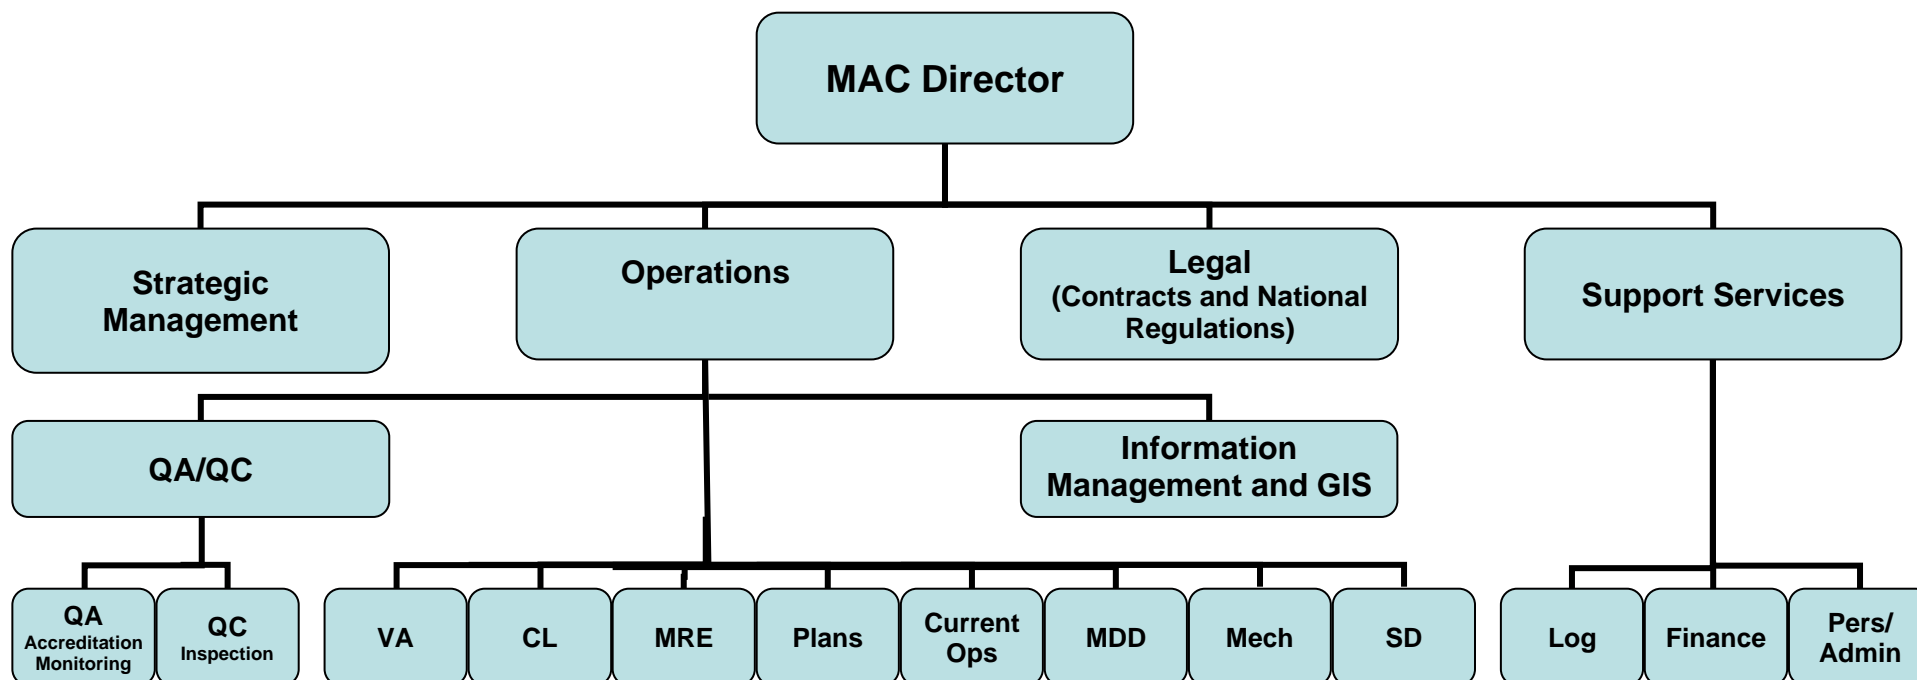 MAC Director
Strategic
Management
Operations
Legal
(Contracts and National
Regulations)
Support Services
QA/QC
Information
Management and GIS
QA
Accreditation
Monitoring
QC
Inspection
VA
CL
MRE
Plans
Current
Ops
MDD
Mech
SD
Log
Finance
Pers/
Admin